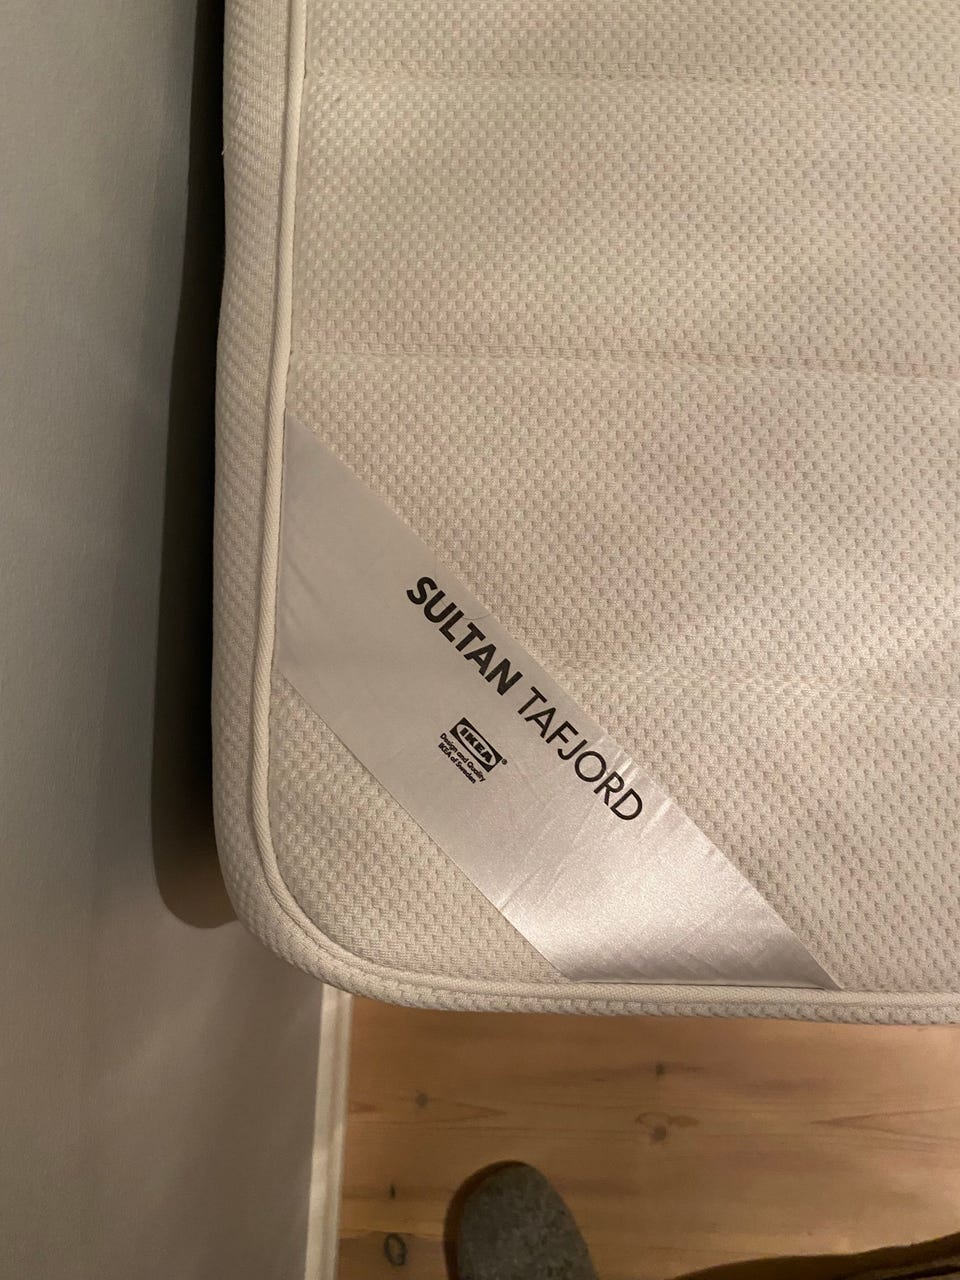 SULTAN TAFJORD
IKEA®
Design and Quality
IKEA of Sweden